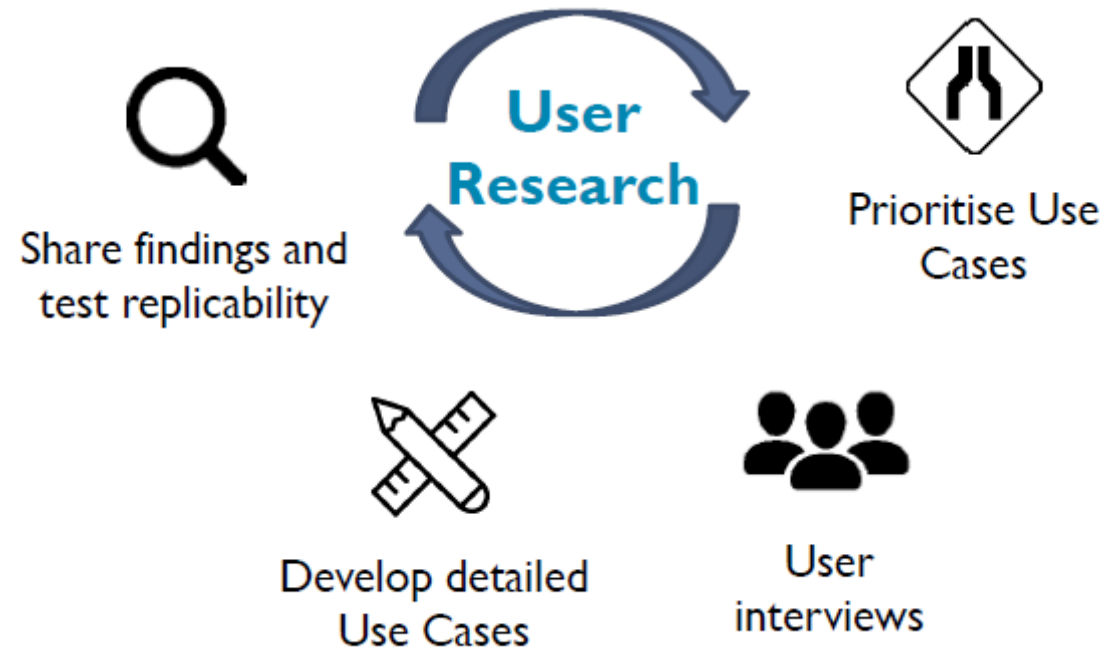 User
Research
Prioritise Use
Cases
Share findings and
test replicability
Develop detailed
Use Cases
User
interviews